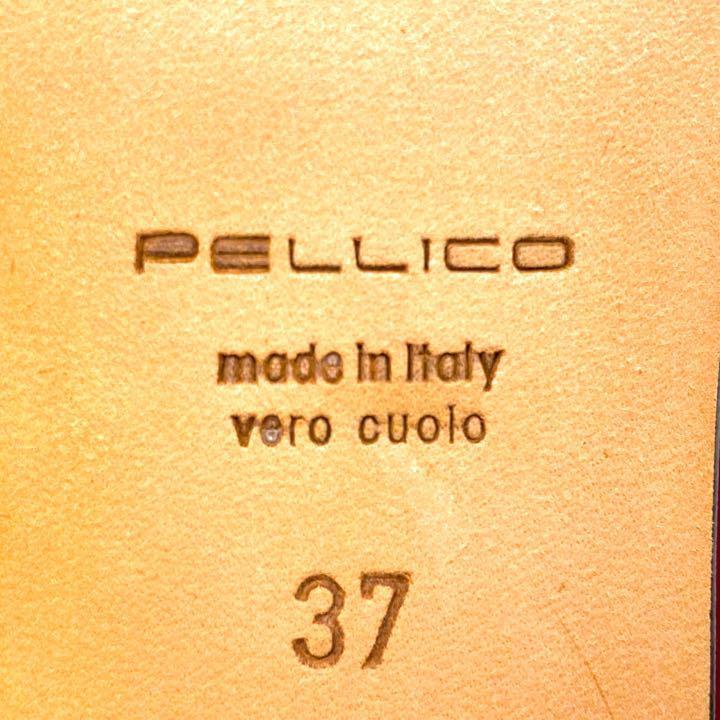 PELLICO
made in Italy
vero cuoio
37